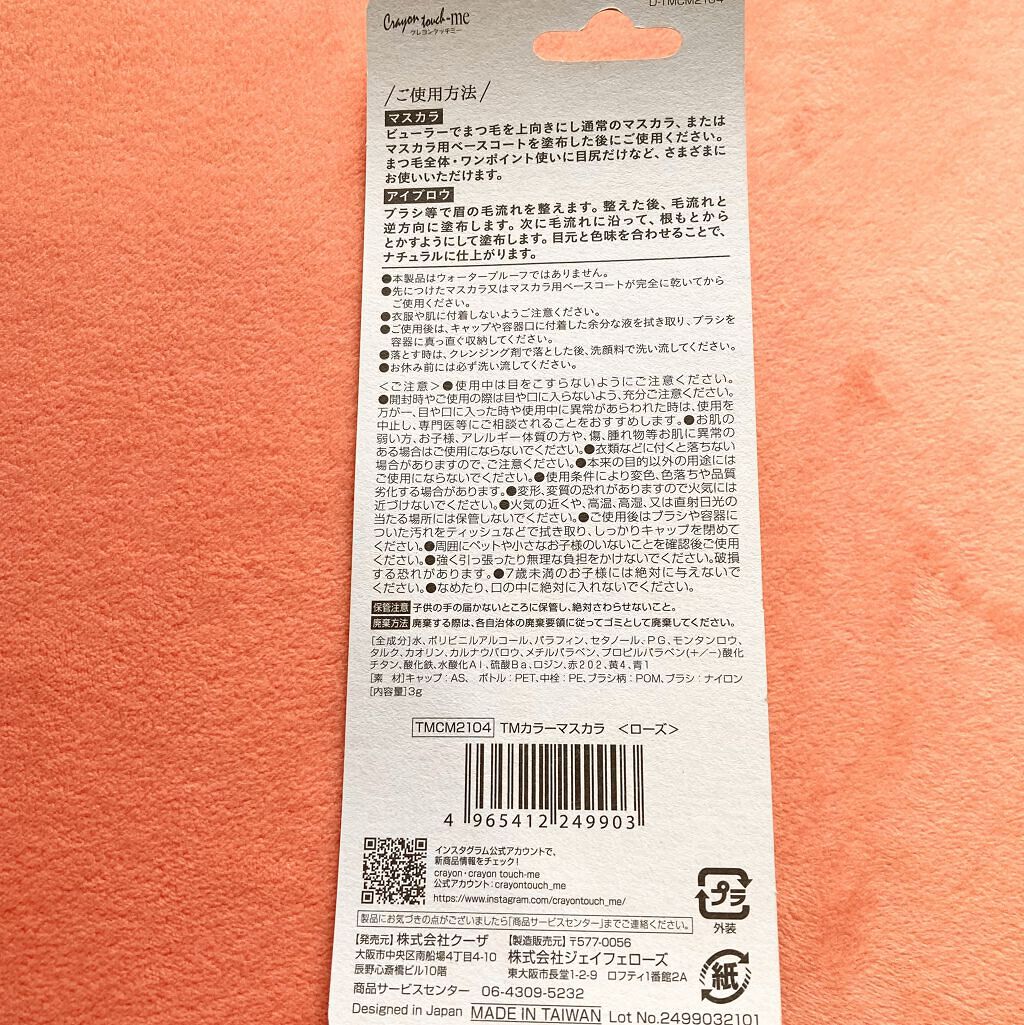 D-TMCM2104
Crayon touch-me
クレヨンタッチミー
ご使用方法
マスカラ
ビューラーでまつ毛を上向きにし通常のマスカラ、または
マスカラ用ベースコートを塗布した後にご使用ください。
まつ毛全体・ワンポイント使いに目尻だけなど、さまざまに
お使いいただけます。
アイブロウ
ブラシ等で眉の毛流れを整えます。整えた後、毛流れと
逆方向に塗布します。次に毛流れに沿って、根もとから
とかすようにして塗布します。目元と色味を合わせることで、
ナチュラルに仕上がります。
●本製品はウォータープルーフではありません。
●先につけたマスカラ又はマスカラ用ベースコートが完全に乾いてから
ご使用ください。
●衣服や肌に付着しないようご注意ください。
●ご使用後は、キャップや容器口に付着した余分な液を拭き取り、ブラシを
容器に真っ直ぐ収納してください。
●落とす時は、クレンジング剤で落とした後、洗顔料で洗い流してください。
●お休み前には必ず洗い流してください。
＜ご注意＞●使用中は目をこすらないようにご注意ください。
●開封時やご使用の際は目や口に入らないよう、充分ご注意ください。
万が一、目や口に入った時や使用中に異常があらわれた時は、使用を
中止し、専門医等にご相談されることをおすすめします。●お肌の
弱い方、お子様、アレルギー体質の方や、傷、腫れ物等お肌に異常の
ある場合はご使用にならないでください。●衣類などに付くと落ちない
場合がありますので、ご注意ください。●本来の目的以外の用途には
ご使用にならないでください。●使用条件により変色、色落ちや品質
劣化する場合があります。●変形、変質の恐れがありますので火気には
近づけないでください。●火気の近くや、高温、高湿、又は直射日光の
当たる場所には保管しないでください。●ご使用後はブラシや容器に
ついた汚れをティッシュなどで拭き取り、しっかりキャップを閉めて
ください。●周囲にペットや小さなお子様のいないことを確認後ご使用
ください。●強く引っ張ったり無理な負担をかけないでください。破損
する恐れがあります。●7歳未満のお子様には絶対に与えないで
ください。●なめたり、口の中に絶対に入れないでください。
保管注意 子供の手の届かないところに保管し、絶対さわらせないこと。
廃棄方法 廃棄する際は、各自治体の廃棄要領に従ってゴミとして廃棄してください。
[全成分]水、ポリビニルアルコール、パラフィン、セタノール、PG、モンタンロウ、
タルク、カオリン、カルナウバロウ、メチルパラベン、プロピルパラベン(+/−)酸化
チタン、酸化鉄、水酸化Al、硫酸Ba、ロジン、赤202、黄4、青1
[素 材]キャップ:AS、 ボトル:PET、中栓:PE、ブラシ柄:POM、ブラシ:ナイロン
[内容量]3g
TMCM2104 TMカラーマスカラ ＜ローズ＞
4 965412 249903
インスタグラム公式アカウントで、
新商品情報をチェック！
crayon・crayon touch-me
公式アカウント:crayontouch_me
https://www.instagram.com/crayontouch_me/
プラ
外装
製品にお気づきの点がございましたら「商品サービスセンター」までご連絡ください。
【発売元】株式会社クーザ 【製造販売元】〒577-0056
大阪市中央区南船場4丁目4-10 株式会社ジェイフェローズ
辰野心斎橋ビル10階 東大阪市長堂1-2-9 ロフティ1番館2A
紙
商品サービスセンター 06-4309-5232
Designed in Japan MADE IN TAIWAN Lot No.2499032101